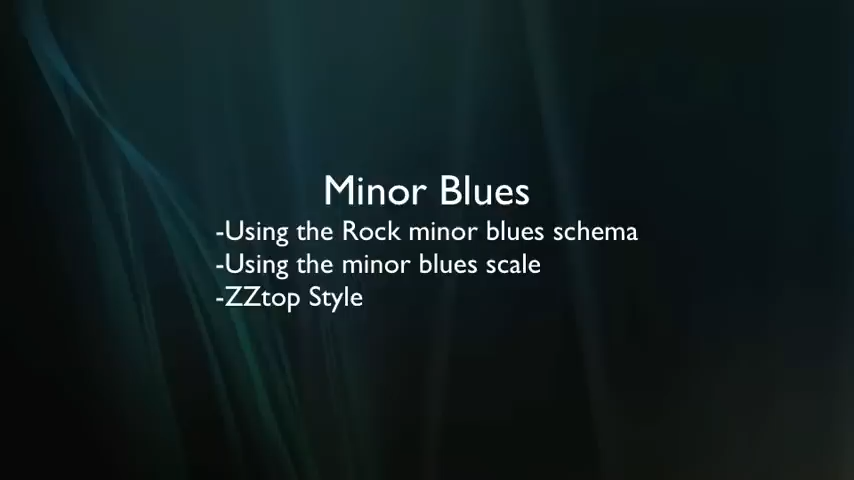 Minor Blues
-Using the Rock minor blues schema
-Using the minor blues scale
-ZZtop Style